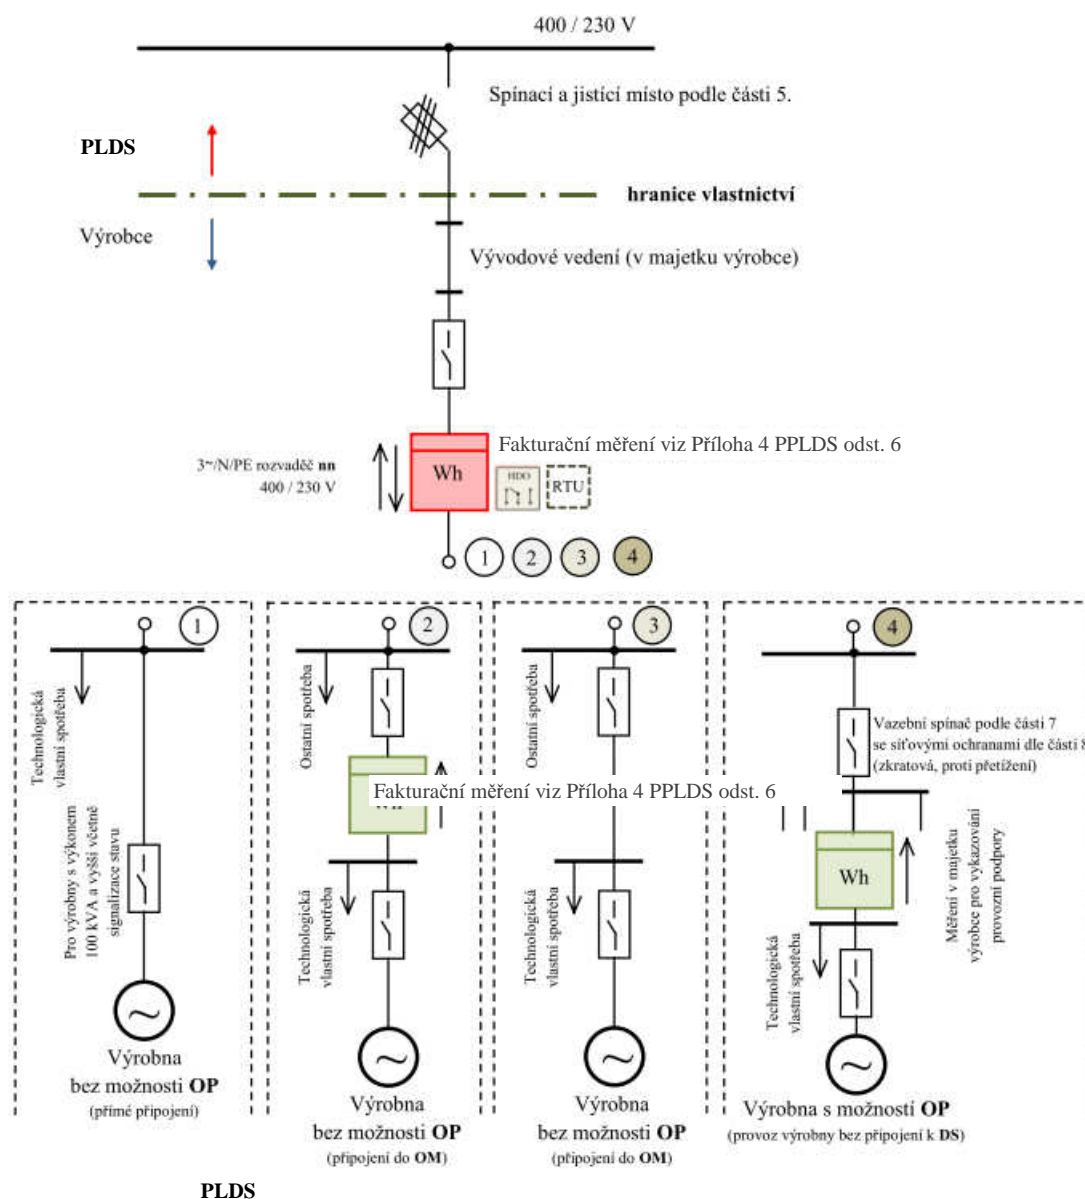 400 / 230 V
Spínací a jistící místo podle části 5.
PLDS
hranice vlastnictví
Výrobce
Vývodové vedení (v majetku výrobce)
Fakturační měření viz Příloha 4 PPLDS odst. 6
3~/N/PE rozvaděč nn
400 / 230 V
Wh
HDO
RTU
1
2
3
4
1
Technologická
vlastní spotřeba
Pro výrobny s výkonem
100 kVA a vyšší včetně
signalizace stavu
Výrobna
bez možnosti OP
(přímé připojení)
2
Ostatní spotřeba
Fakturační měření viz Příloha 4 PPLDS odst. 6
Technologická
vlastní spotřeba
Výrobna
bez možnosti OP
(připojení do OM)
3
Ostatní spotřeba
Technologická
vlastní spotřeba
Výrobna
bez možnosti OP
(připojení do OM)
4
Vazební spínač podle části 7
se síťovými ochranami dle části 8
(zkratová, proti přetížení)
Wh
Měření v majetku
výrobce pro vykazování
provozní podpory
Technologická
vlastní spotřeba
Výrobna s možností OP
(provoz výrobny bez připojení k DS)
PLDS